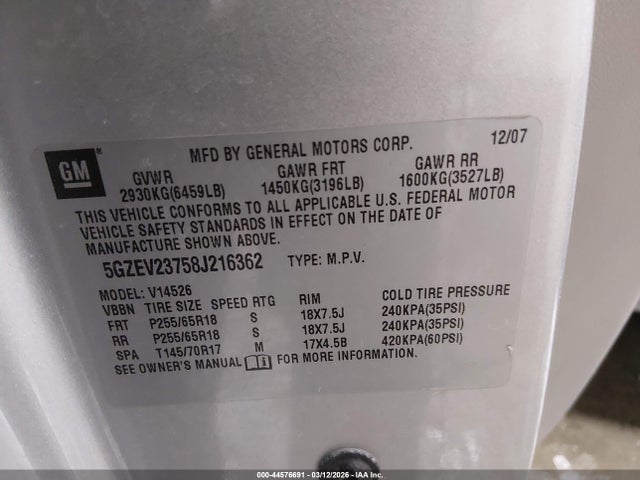 GM®
MFD BY GENERAL MOTORS CORP. 12/07
GVWR GAWR FRT GAWR RR
2930KG(6459LB) 1450KG(3196LB) 1600KG(3527LB)
THIS VEHICLE CONFORMS TO ALL APPLICABLE U.S. FEDERAL MOTOR
VEHICLE SAFETY STANDARDS IN EFFECT ON THE DATE OF
MANUFACTURE SHOWN ABOVE.
5GZEV23758J216362 TYPE: M.P.V.
MODEL: V14526
VBBN TIRE SIZE SPEED RTG RIM COLD TIRE PRESSURE
FRT P255/65R18 S 18X7.5J 240KPA(35PSI)
RR P255/65R18 S 18X7.5J 240KPA(35PSI)
SPA T145/70R17 M 17X4.5B 420KPA(60PSI)
SEE OWNER'S MANUAL i FOR MORE INFORMATION.
000-44576691 - 03/12/2026 - IAA Inc.